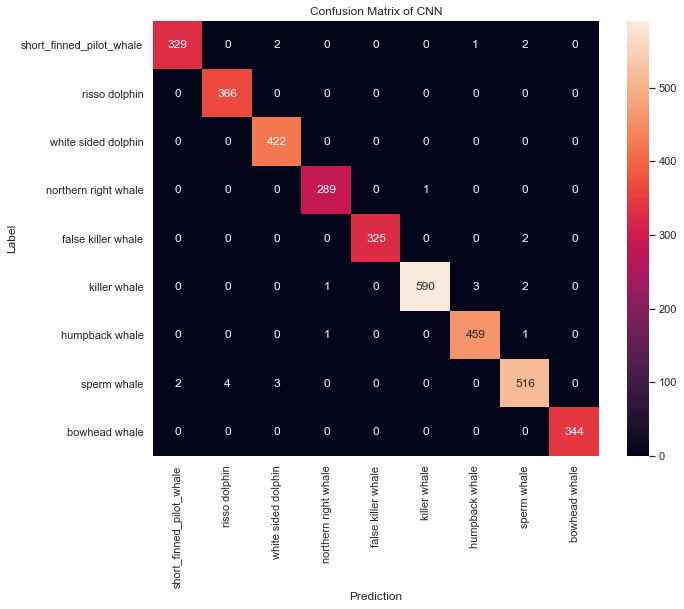 Confusion Matrix of CNN
short_finned_pilot_whale 329 0 2 0 0 0 1 2 0
risso dolphin 0 366 0 0 0 0 0 0 0
white sided dolphin 0 0 422 0 0 0 0 0 0
northern right whale 0 0 0 289 0 1 0 0 0
false killer whale 0 0 0 0 325 0 0 2 0
killer whale 0 0 0 1 0 590 3 2 0
humpback whale 0 0 0 1 0 0 459 1 0
sperm whale 2 4 3 0 0 0 0 516 0
bowhead whale 0 0 0 0 0 0 0 0 344
Label
short_finned_pilot_whale
risso dolphin
white sided dolphin
northern right whale
false killer whale
killer whale
humpback whale
sperm whale
bowhead whale
Prediction
500
400
300
200
100
0